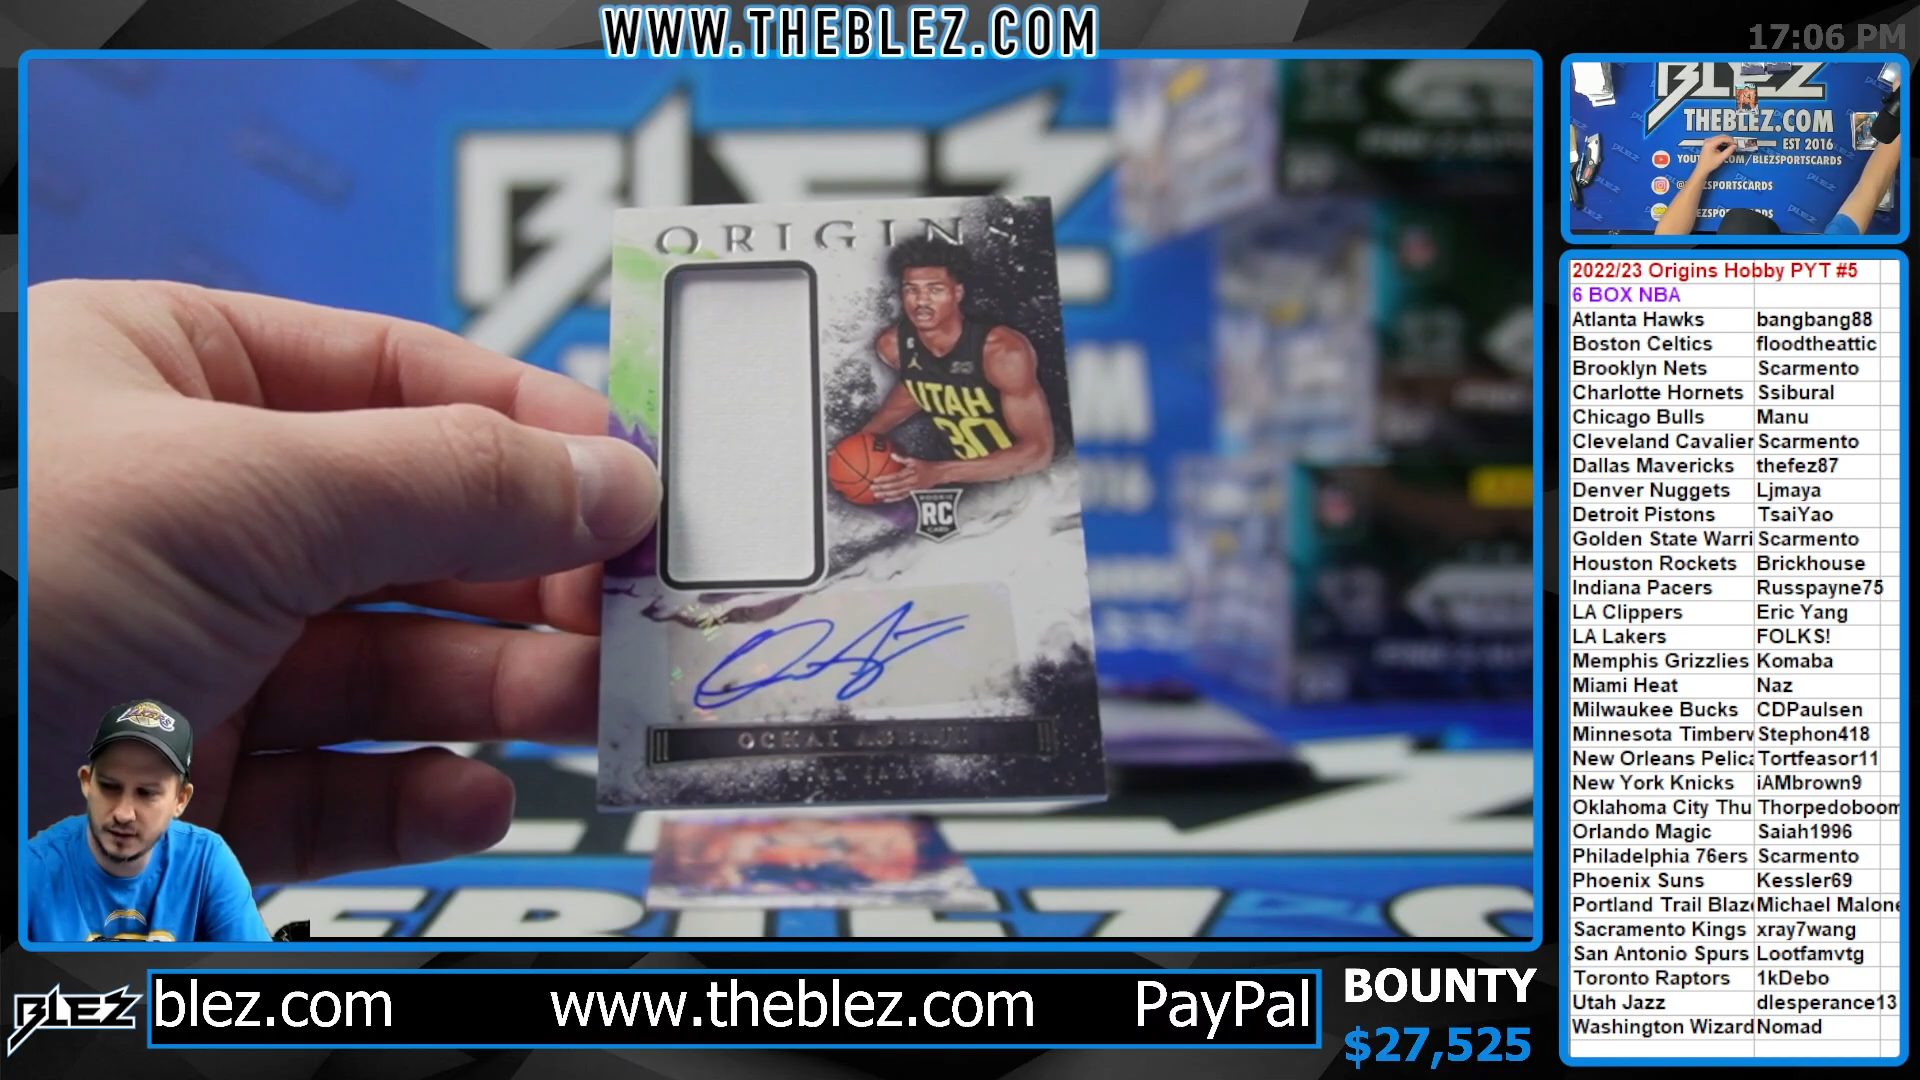 WWW.THEBLEZ.COM
17:06 PM
BLEZ
THEBLEZ.COM
EST 2016
ORIGINS
UTAH
30
ROOKIE
RC
CARD
OCHAI AGBAJI
2022/23 Origins Hobby PYT #5
6 BOX NBA
Atlanta Hawks bangbang88
Boston Celtics floodtheattic
Brooklyn Nets Scarmento
Charlotte Hornets Ssibural
Chicago Bulls Manu
Cleveland Cavalier Scarmento
Dallas Mavericks thefez87
Denver Nuggets Ljmaya
Detroit Pistons TsaiYao
Golden State Warri Scarmento
Houston Rockets Brickhouse
Indiana Pacers Russpayne75
LA Clippers Eric Yang
LA Lakers FOLKS!
Memphis Grizzlies Komaba
Miami Heat Naz
Milwaukee Bucks CDPaulsen
Minnesota Timberv Stephon418
New Orleans Pelica Tortfeasor11
New York Knicks iAMbrown9
Oklahoma City Thu Thorpedoboom
Orlando Magic Saiah1996
Philadelphia 76ers Scarmento
Phoenix Suns Kessler69
Portland Trail Blaz Michael Malone
Sacramento Kings xray7wang
San Antonio Spurs Lootfamvtg
Toronto Raptors 1kDebo
Utah Jazz dlesperance13
Washington Wizard Nomad
BLEZ
blez.com www.theblez.com PayPal
BOUNTY
$27,525